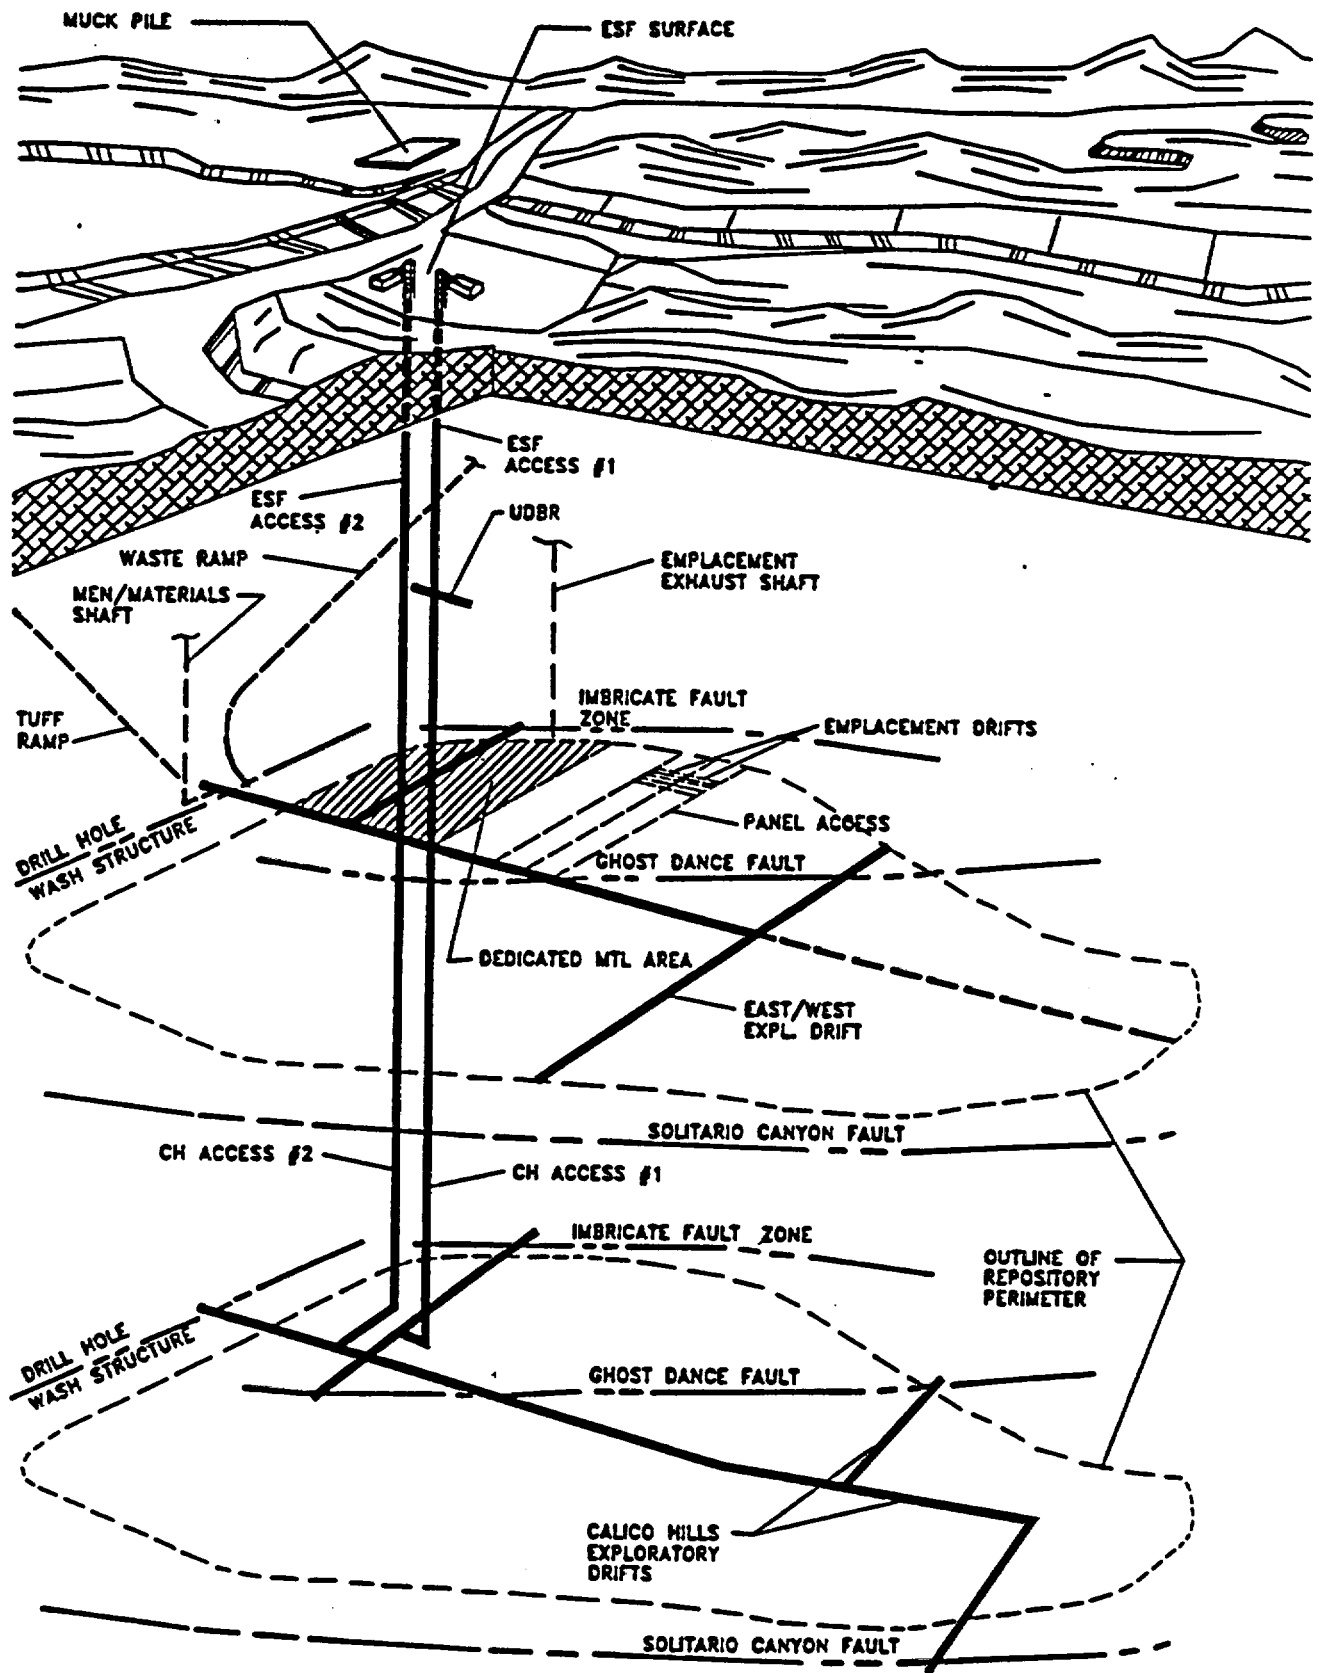 MUCK PILE
ESF SURFACE
ESF
ACCESS #1
ESF
ACCESS #2
UDBR
WASTE RAMP
EMPLACEMENT
EXHAUST SHAFT
MEN/MATERIALS
SHAFT
TUFF
RAMP
IMBRICATE FAULT
ZONE
EMPLACEMENT DRIFTS
PANEL ACCESS
DRILL HOLE
WASH STRUCTURE
GHOST DANCE FAULT
DEDICATED MTL AREA
EAST/WEST
EXPL. DRIFT
SOLITARIO CANYON FAULT
CH ACCESS #2
CH ACCESS #1
IMBRICATE FAULT ZONE
OUTLINE OF
REPOSITORY
PERIMETER
DRILL HOLE
WASH STRUCTURE
GHOST DANCE FAULT
CALICO HILLS
EXPLORATORY
DRIFTS
SOLITARIO CANYON FAULT